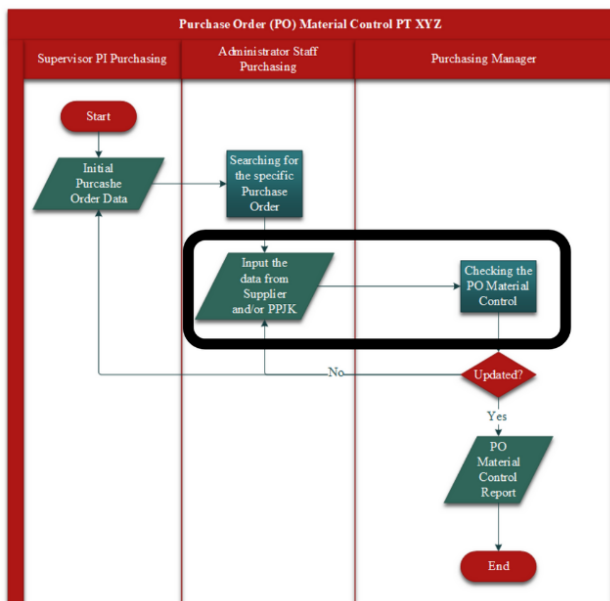 Purchase Order (PO) Material Control PT XYZ
Supervisor PI Purchasing
Administrator Staff
Purchasing
Purchasing Manager
Start
Initial
Purcashe
Order Data
Searching for
the specific
Purchase
Order
Input the
data from
Supplier
and/or PPJK
Checking the
PO Material
Control
Updated?
No
Yes
PO
Material
Control
Report
End